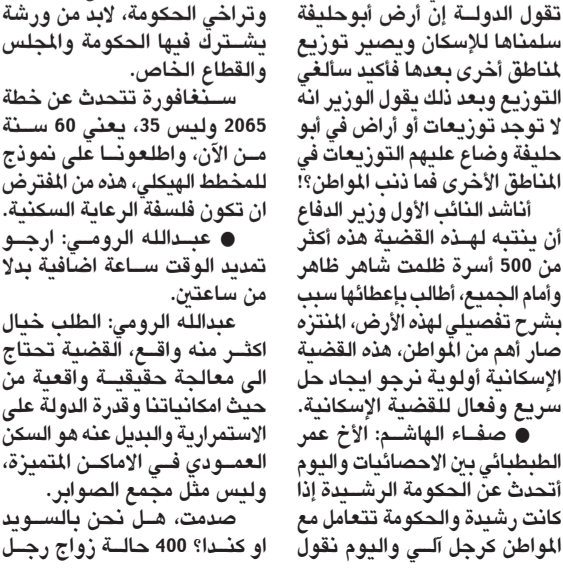 تقول الدولة إن أرض أبوحليفة
سلمناها للإسكان ويصير توزيع
لمناطق أخرى بعدها فأكيد سألغي
التوزيع وبعد ذلك يقول الوزير انه
لا توجد توزيعات أو أراض في أبو
حليفة وضاع عليهم التوزيعات في
المناطق الأخرى فما ذنب المواطن؟!
أناشد النائب الأول وزير الدفاع
أن ينتبه لهذه القضية هذه أكثر
من 500 أسرة ظلمت شاهر ظاهر
وأمام الجميع، أطالب بإعطائها سبب
بشرح تفصيلي لهذه الأرض، المنتزه
صار أهم من المواطن، هذه القضية
الإسكانية أولوية نرجو ايجاد حل
سريع وفعال للقضية الإسكانية.
● صفاء الهاشم: الأخ عمر
الطبطبائي بين الاحصائيات واليوم
أتحدث عن الحكومة الرشيدة إذا
كانت رشيدة والحكومة تتعامل مع
المواطن كرجل آلي واليوم نقول
وتراخي الحكومة، لابد من ورشة
يشترك فيها الحكومة والمجلس
والقطاع الخاص.
سنغافورة تتحدث عن خطة
2065 وليس 35، يعني 60 سنة
من الآن، واطلعونا على نموذج
للمخطط الهيكلي، هذه من المفترض
ان تكون فلسفة الرعاية السكنية.
● عبدالله الرومي: ارجو
تمديد الوقت ساعة اضافية بدلا
من ساعتين.
عبدالله الرومي: الطلب خيال
اكثر منه واقع، القضية تحتاج
الى معالجة حقيقية واقعية من
حيث امكانياتنا وقدرة الدولة على
الاستمرارية والبديل عنه هو السكن
العمودي في الاماكن المتميزة،
وليس مثل مجمع الصوابر.
صدمت، هل نحن بالسويد
او كندا؟ 400 حالة زواج رجل